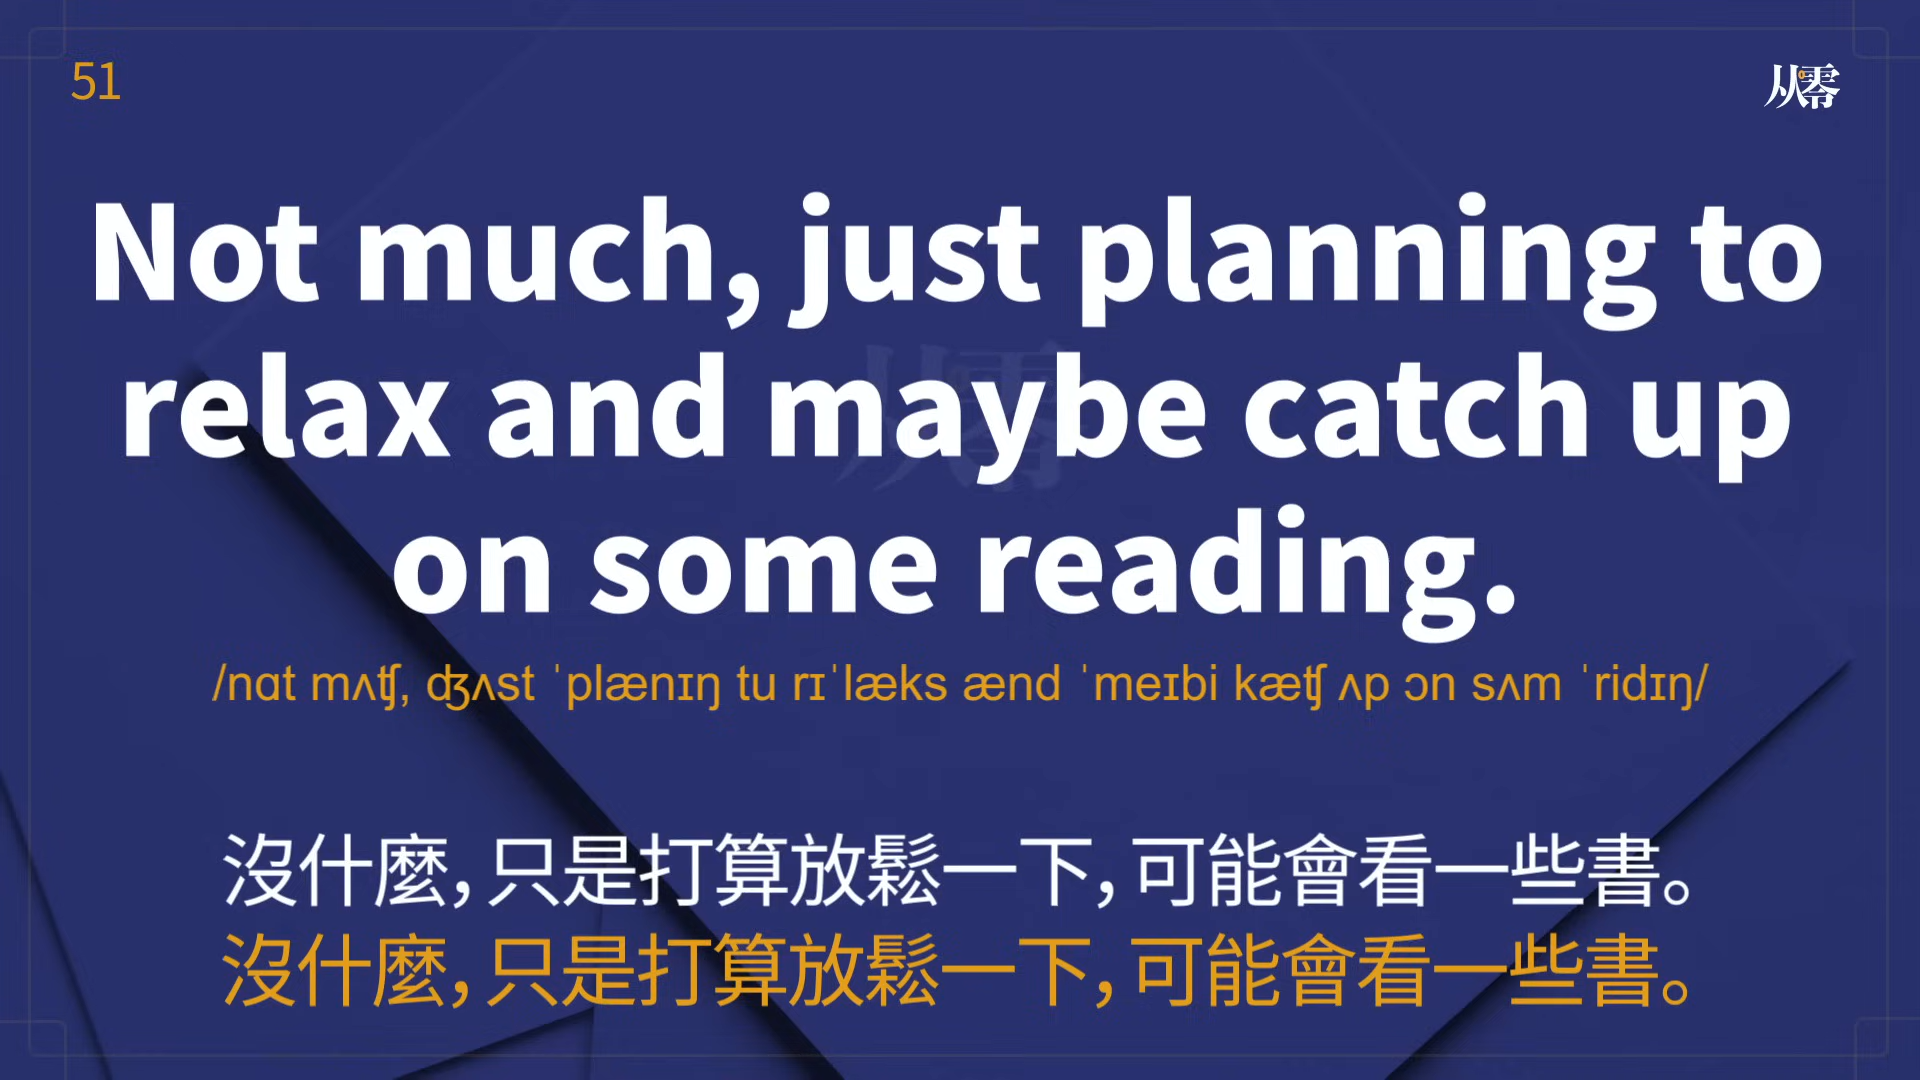 51
从零
Not much, just planning to
relax and maybe catch up
on some reading.
/nɑt mʌʧ, ʤʌst ˈplænɪŋ tu rɪˈlæks ænd ˈmeɪbi kæʧ ʌp ɔn sʌm ˈridɪŋ/
沒什麼，只是打算放鬆一下，可能會看一些書。
沒什麼，只是打算放鬆一下，可能會看一些書。